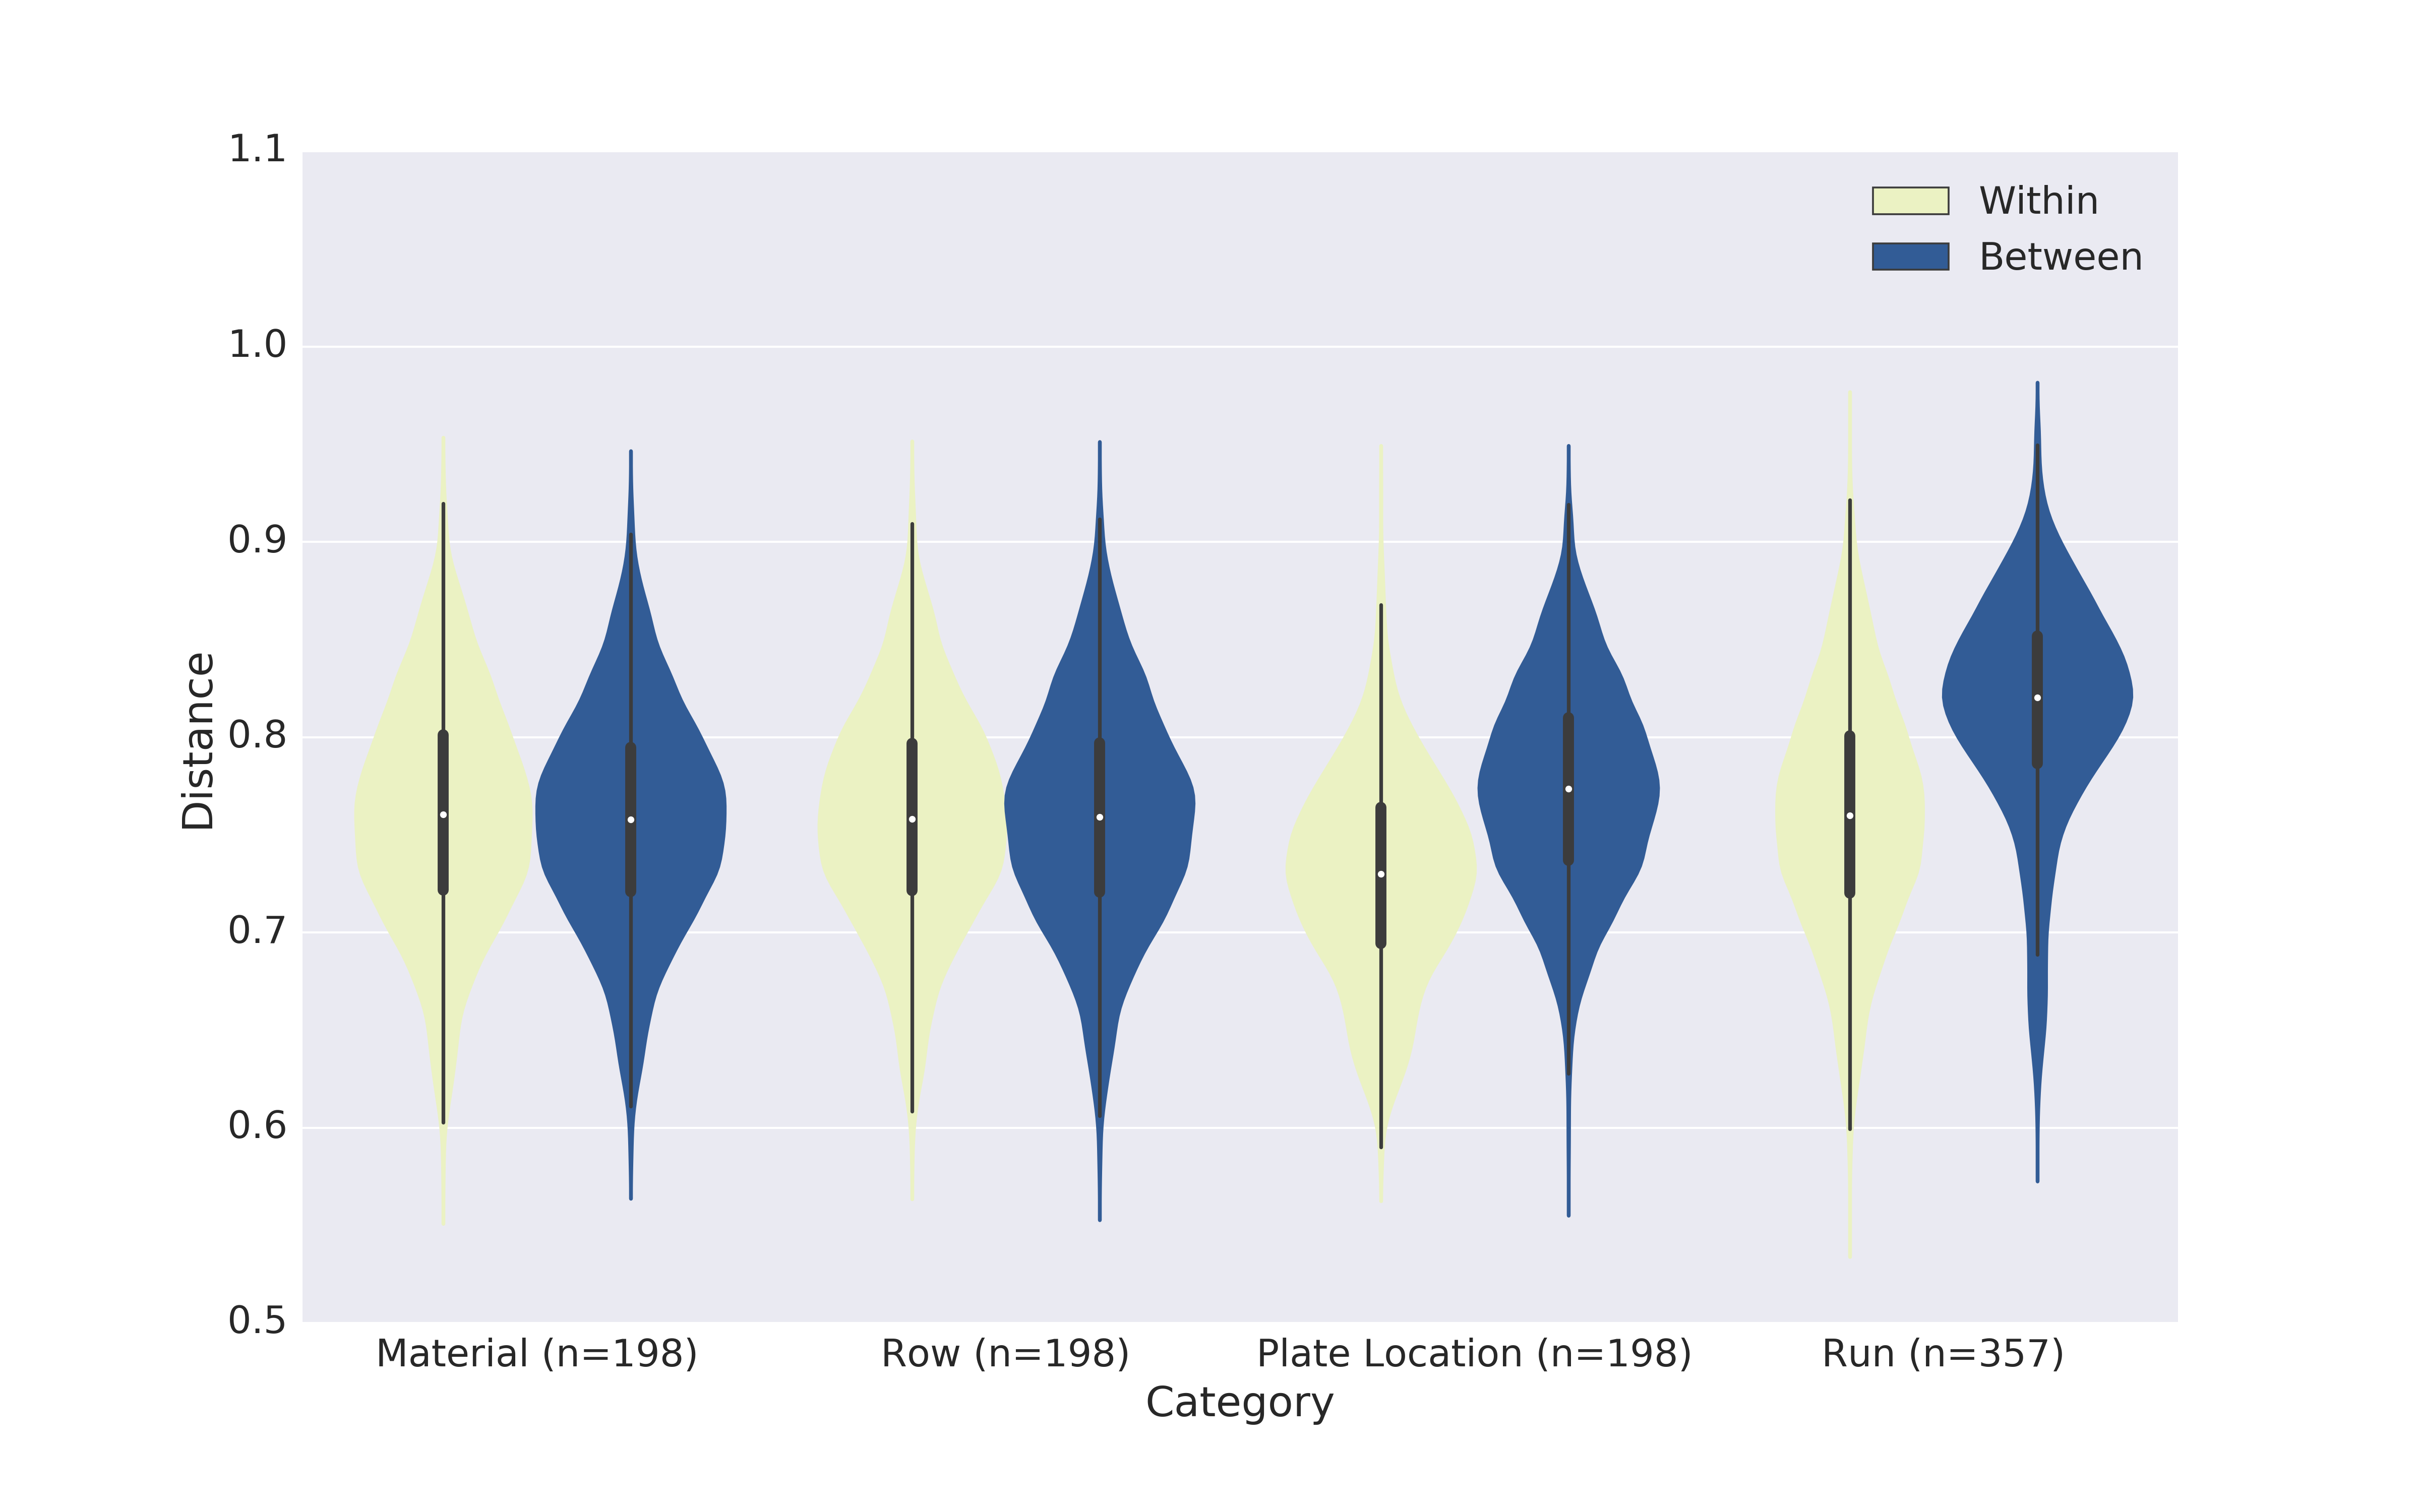 1.1
1.0
0.9
0.8
0.7
0.6
0.5
Distance
Within
Between
Material (n=198)
Row (n=198)
Plate Location (n=198)
Run (n=357)
Category